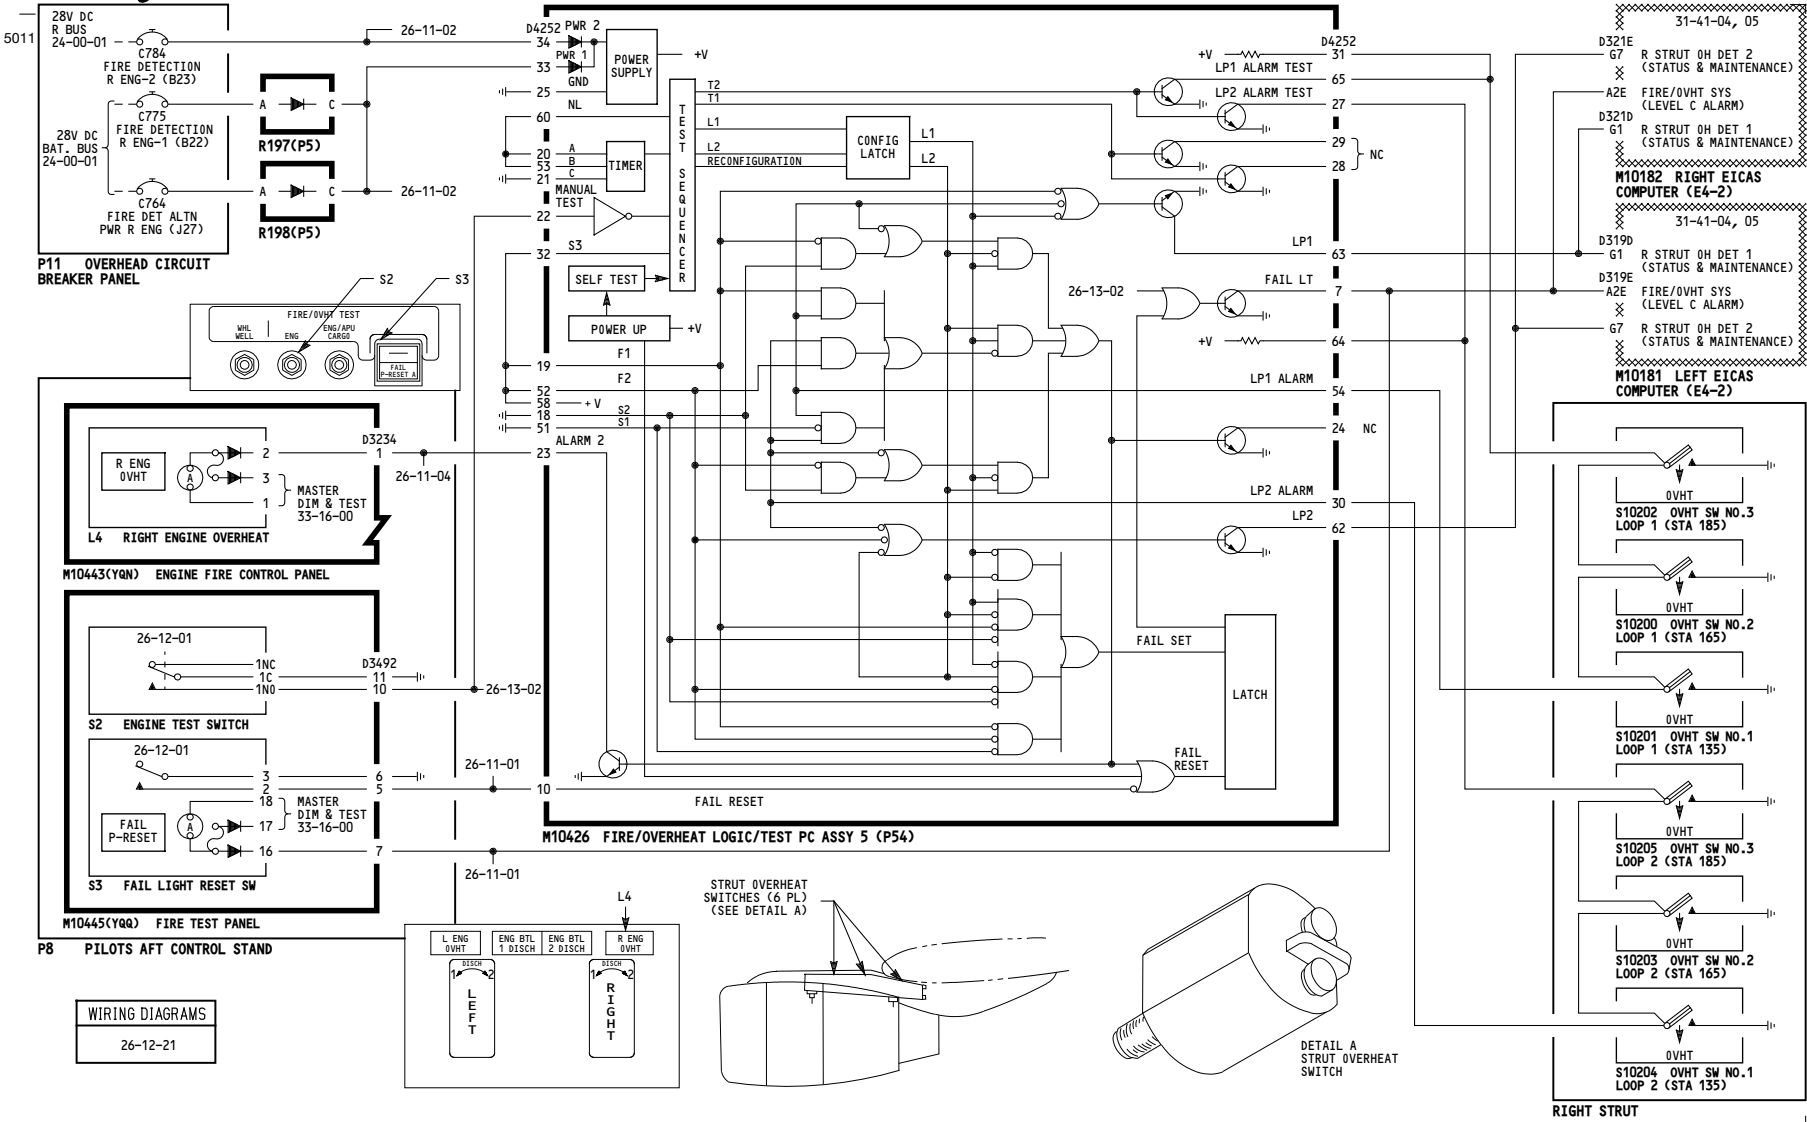 5011
28V DC
R BUS
24-00-01
C784
FIRE DETECTION
R ENG-2 (B23)
C775
FIRE DETECTION
R ENG-1 (B22)
28V DC
BAT. BUS
24-00-01
C764
FIRE DET ALTN
PWR R ENG (J27)
P11 OVERHEAD CIRCUIT
BREAKER PANEL
26-11-02
A C
R197(P5)
A C
R198(P5)
26-11-02
S2
S3
FIRE/OVHT TEST
WHL
WELL
ENG
ENG/APU
CARGO
FAIL
P-RESET A
R ENG
OVHT
A
2
3
1
D3234
1
26-11-04
MASTER
DIM & TEST
33-16-00
L4 RIGHT ENGINE OVERHEAT
M10443(YQN) ENGINE FIRE CONTROL PANEL
26-12-01
1NC
1C
1NO
D3492
11
10
26-13-02
S2 ENGINE TEST SWITCH
26-12-01
3
2
18
17
16
6
5
7
MASTER
DIM & TEST
33-16-00
FAIL
P-RESET
A
S3 FAIL LIGHT RESET SW
M10445(YQQ) FIRE TEST PANEL
P8 PILOTS AFT CONTROL STAND
26-11-01
26-11-01
WIRING DIAGRAMS
26-12-21
D4252
34
33
25
60
20
53
21
22
32
19
52
58
18
51
23
10
PWR 2
PWR 1
GND
NL
POWER
SUPPLY
+V
A
B
C
TIMER
MANUAL
TEST
S3
SELF TEST
POWER UP
+V
F1
F2
+ V
S2
S1
ALARM 2
TEST SEQUENCER
T2
T1
L1
L2
RECONFIGURATION
CONFIG
LATCH
L1
L2
26-13-02
FAIL SET
LATCH
FAIL
RESET
FAIL RESET
+V
LP1 ALARM TEST
LP2 ALARM TEST
LP1
FAIL LT
+V
LP1 ALARM
LP2 ALARM
LP2
D4252
31
65
27
29
28
NC
63
7
64
54
24 NC
30
62
M10426 FIRE/OVERHEAT LOGIC/TEST PC ASSY 5 (P54)
31-41-04, 05
D321E
G7 R STRUT OH DET 2
(STATUS & MAINTENANCE)
A2E FIRE/OVHT SYS
(LEVEL C ALARM)
D321D
G1 R STRUT OH DET 1
(STATUS & MAINTENANCE)
M10182 RIGHT EICAS
COMPUTER (E4-2)
31-41-04, 05
D319D
G1 R STRUT OH DET 1
(STATUS & MAINTENANCE)
D319E
A2E FIRE/OVHT SYS
(LEVEL C ALARM)
G7 R STRUT OH DET 2
(STATUS & MAINTENANCE)
M10181 LEFT EICAS
COMPUTER (E4-2)
OVHT
S10202 OVHT SW NO.3
LOOP 1 (STA 185)
OVHT
S10200 OVHT SW NO.2
LOOP 1 (STA 165)
OVHT
S10201 OVHT SW NO.1
LOOP 1 (STA 135)
OVHT
S10205 OVHT SW NO.3
LOOP 2 (STA 185)
OVHT
S10203 OVHT SW NO.2
LOOP 2 (STA 165)
OVHT
S10204 OVHT SW NO.1
LOOP 2 (STA 135)
RIGHT STRUT
L4
L ENG
OVHT
ENG BTL
1 DISCH
ENG BTL
2 DISCH
R ENG
OVHT
DISCH
1 2
LEFT
DISCH
1 2
RIGHT
STRUT OVERHEAT
SWITCHES (6 PL)
(SEE DETAIL A)
DETAIL A
STRUT OVERHEAT
SWITCH